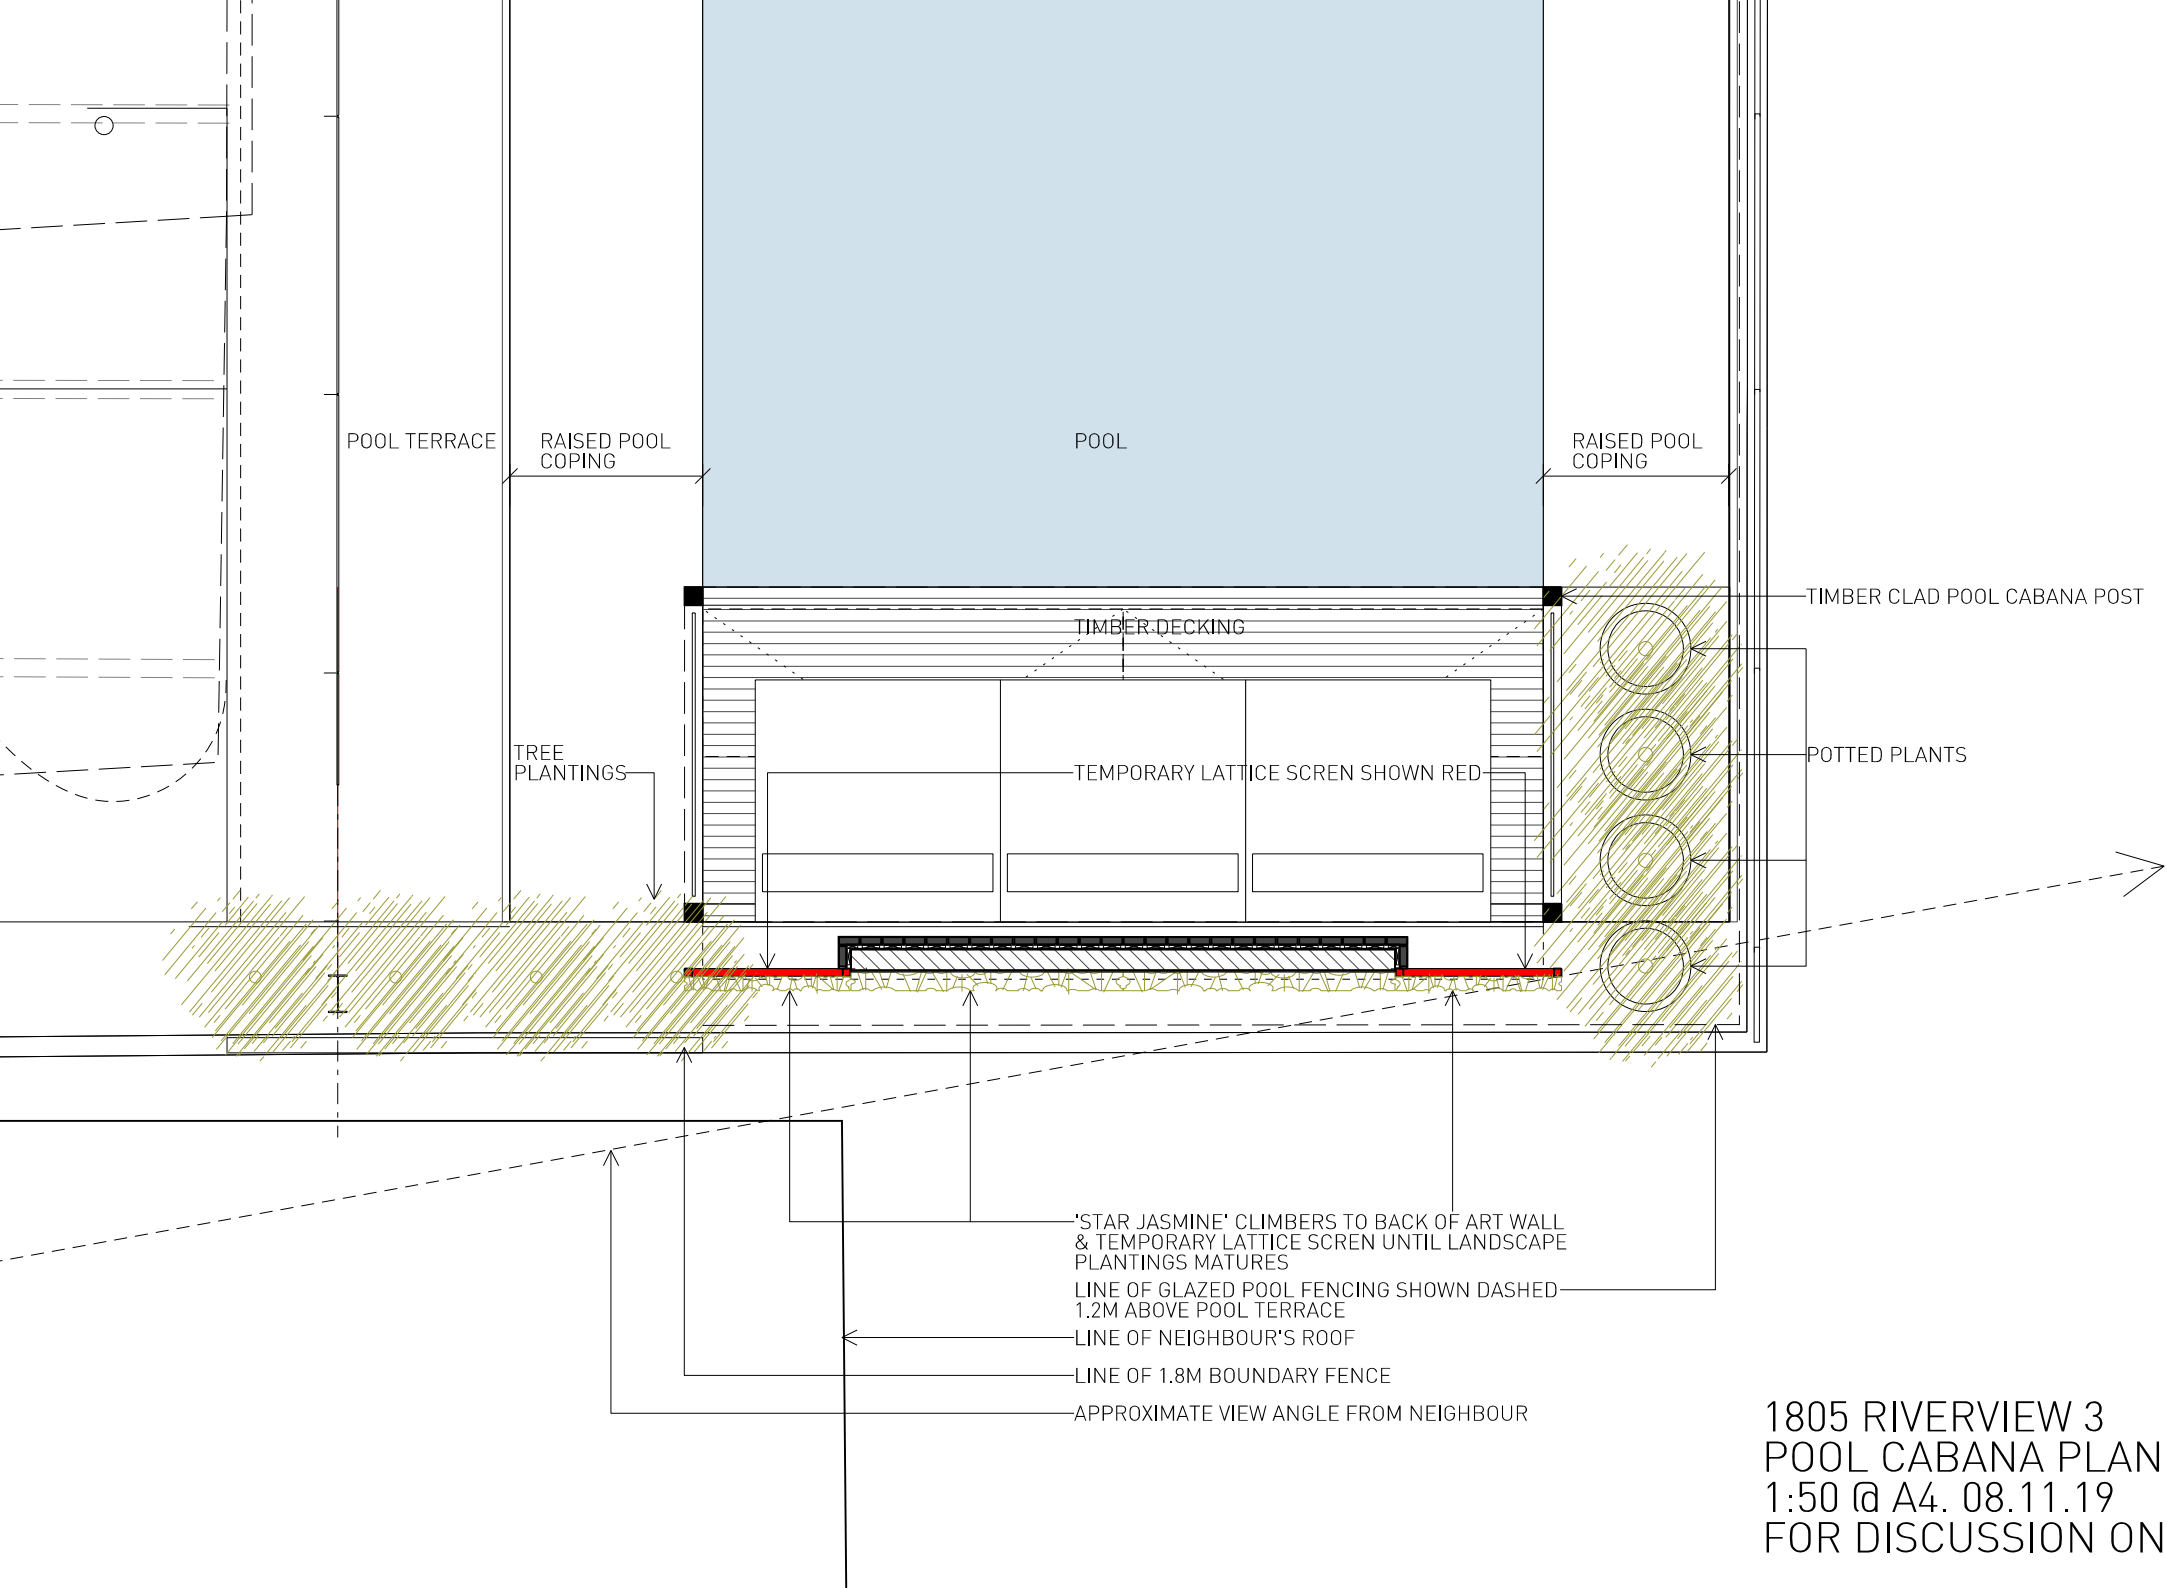 POOL TERRACE
RAISED POOL
COPING
POOL
RAISED POOL
COPING
TIMBER CLAD POOL CABANA POST
TIMBER DECKING
TREE
PLANTINGS
TEMPORARY LATTICE SCREN SHOWN RED
POTTED PLANTS
'STAR JASMINE' CLIMBERS TO BACK OF ART WALL
& TEMPORARY LATTICE SCREN UNTIL LANDSCAPE
PLANTINGS MATURES
LINE OF GLAZED POOL FENCING SHOWN DASHED
1.2M ABOVE POOL TERRACE
LINE OF NEIGHBOUR'S ROOF
LINE OF 1.8M BOUNDARY FENCE
APPROXIMATE VIEW ANGLE FROM NEIGHBOUR
1805 RIVERVIEW 3
POOL CABANA PLAN
1:50 @ A4. 08.11.19
FOR DISCUSSION ON